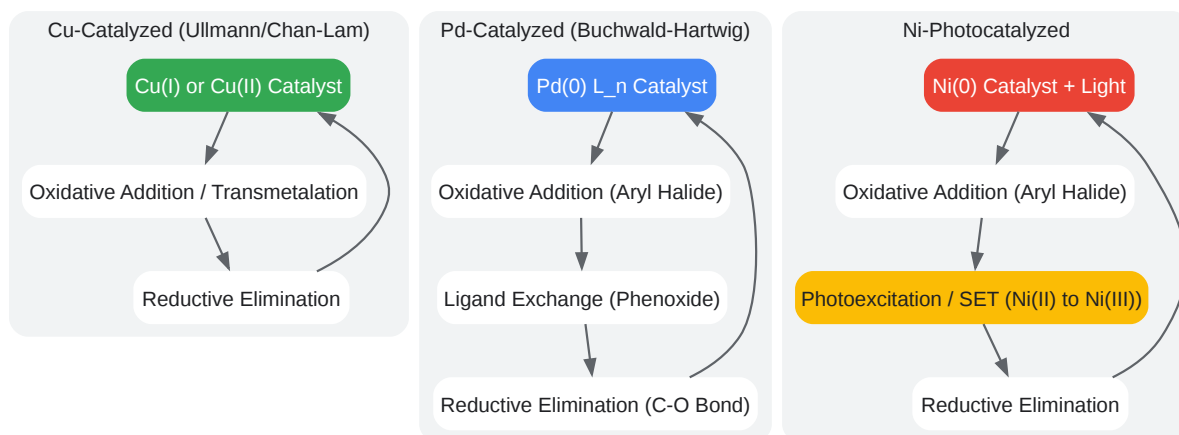 Cu-Catalyzed (Ullmann/Chan-Lam)
Cu(I) or Cu(II) Catalyst
Oxidative Addition / Transmetalation
Reductive Elimination
Pd-Catalyzed (Buchwald-Hartwig)
Pd(0) L_n Catalyst
Oxidative Addition (Aryl Halide)
Ligand Exchange (Phenoxide)
Reductive Elimination (C-O Bond)
Ni-Photocatalyzed
Ni(0) Catalyst + Light
Oxidative Addition (Aryl Halide)
Photoexcitation / SET (Ni(II) to Ni(III))
Reductive Elimination